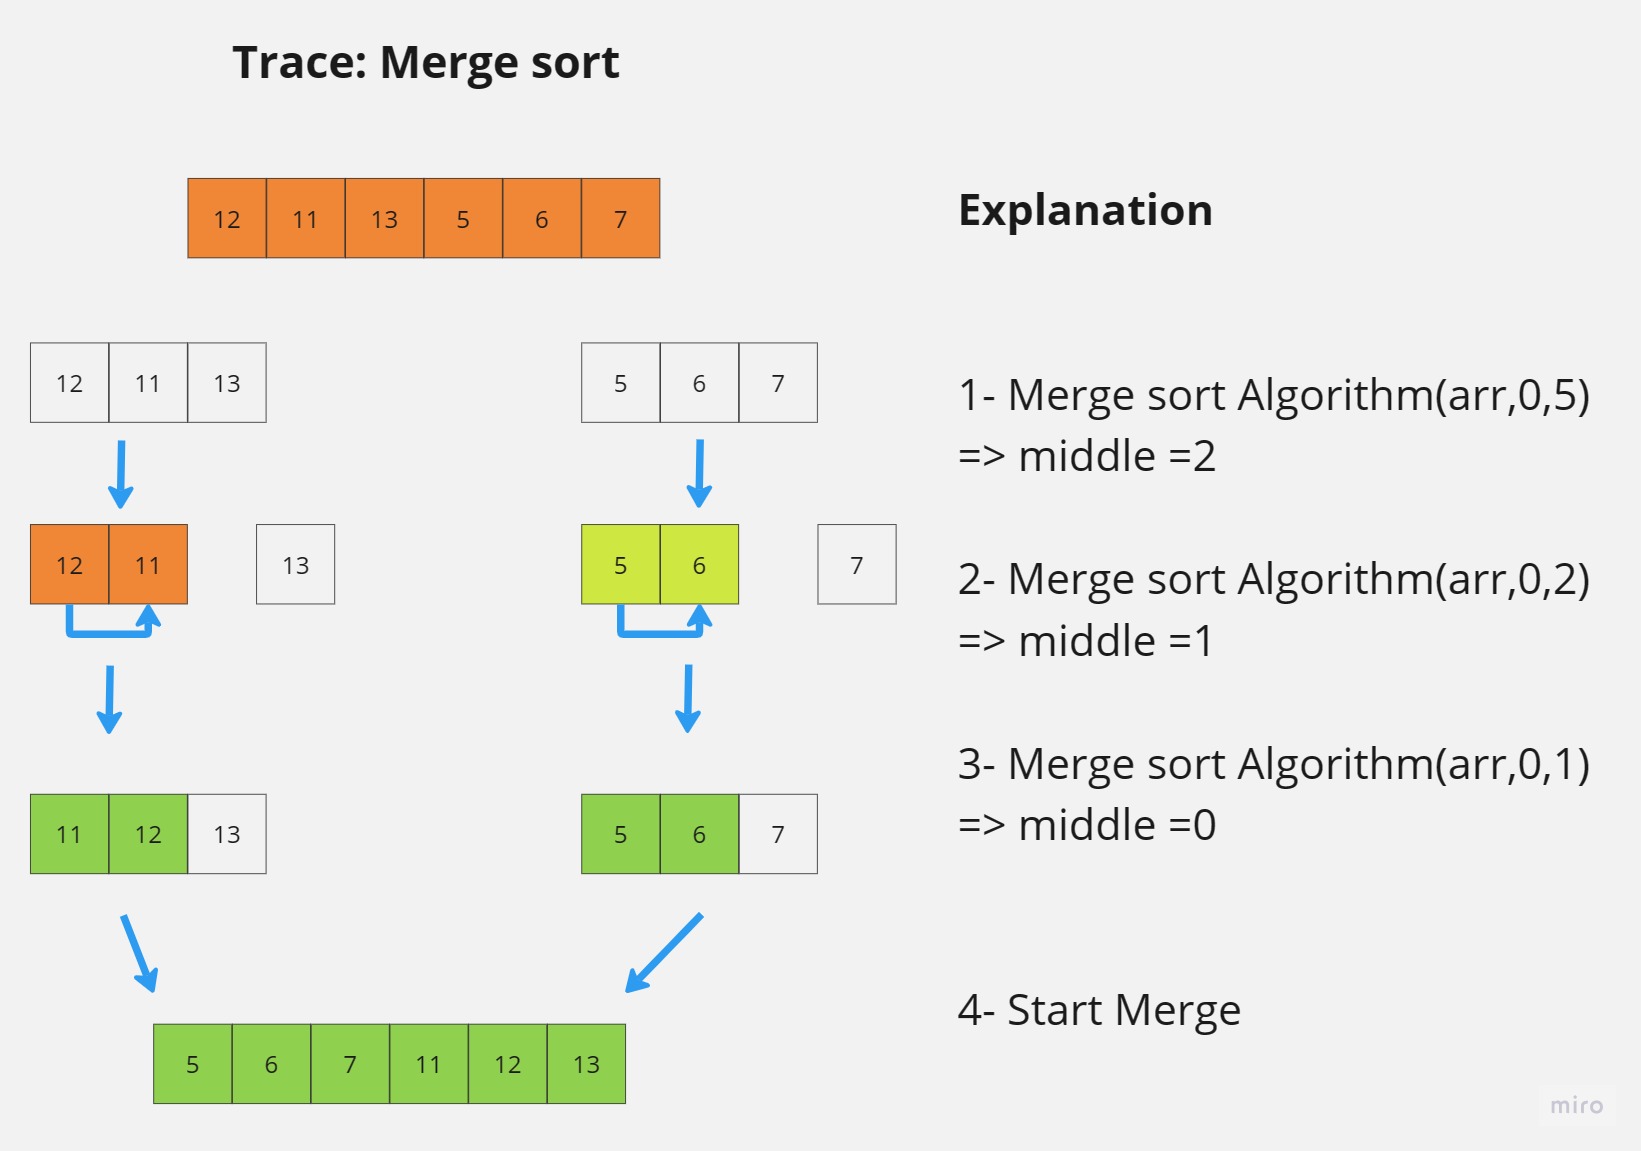 Trace: Merge sort
12 11 13 5 6 7
12 11 13
5 6 7
12 11
13
5 6
7
11 12 13
5 6 7
5 6 7 11 12 13
Explanation
1- Merge sort Algorithm(arr,0,5)
=> middle =2
2- Merge sort Algorithm(arr,0,2)
=> middle =1
3- Merge sort Algorithm(arr,0,1)
=> middle =0
4- Start Merge
miro